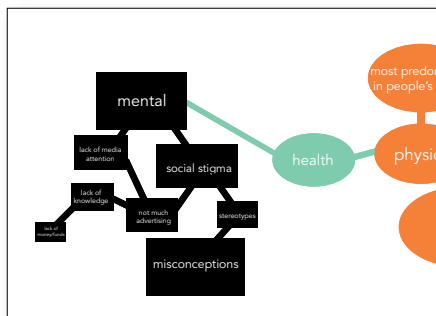 most predom
in people's
mental
lack of media
attention
social stigma
health
physic
lack of
knowledge
not much
advertising
stereotypes
lack of
money/funds
misconceptions